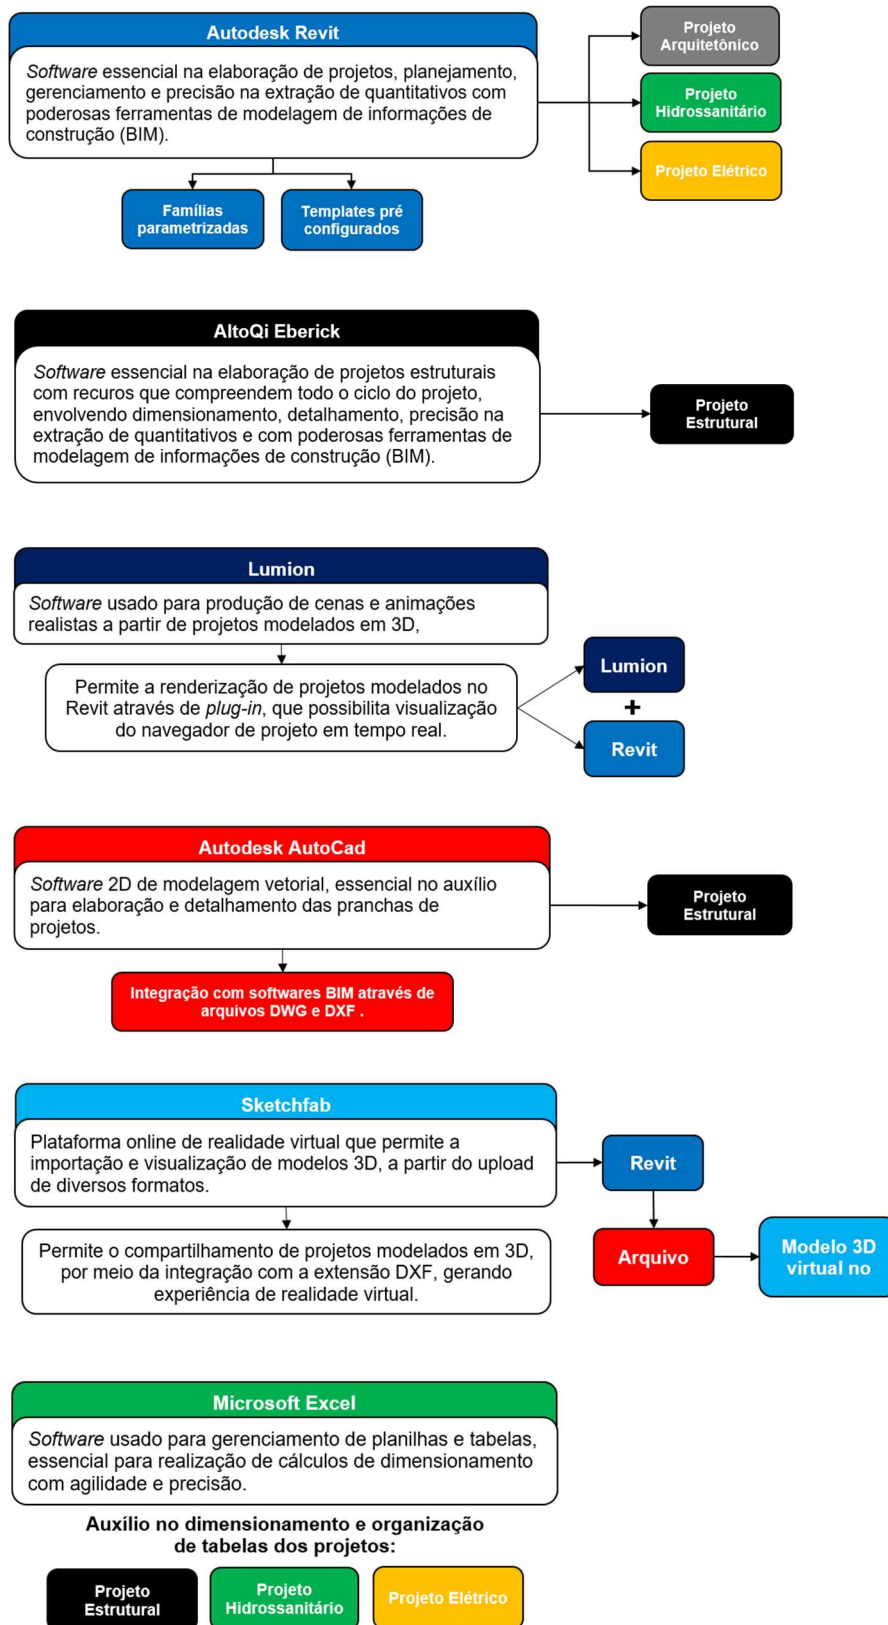 Autodesk Revit
Software essencial na elaboração de projetos, planejamento,
gerenciamento e precisão na extração de quantitativos com
poderosas ferramentas de modelagem de informações de
construção (BIM).
Projeto
Arquitetônico
Projeto
Hidrossanitário
Projeto Elétrico
Famílias
parametrizadas
Templates pré
configurados
AltoQi Eberick
Software essencial na elaboração de projetos estruturais
com recuros que compreendem todo o ciclo do projeto,
envolvendo dimensionamento, detalhamento, precisão na
extração de quantitativos e com poderosas ferramentas de
modelagem de informações de construção (BIM).
Projeto
Estrutural
Lumion
Software usado para produção de cenas e animações
realistas a partir de projetos modelados em 3D,
Permite a renderização de projetos modelados no
Revit através de plug-in, que possibilita visualização
do navegador de projeto em tempo real.
Lumion
+
Revit
Autodesk AutoCad
Software 2D de modelagem vetorial, essencial no auxílio
para elaboração e detalhamento das pranchas de
projetos.
Projeto
Estrutural
Integração com softwares BIM através de
arquivos DWG e DXF .
Sketchfab
Plataforma online de realidade virtual que permite a
importação e visualização de modelos 3D, a partir do upload
de diversos formatos.
Revit
Permite o compartilhamento de projetos modelados em 3D,
por meio da integração com a extensão DXF, gerando
experiência de realidade virtual.
Arquivo
Modelo 3D
virtual no
Microsoft Excel
Software usado para gerenciamento de planilhas e tabelas,
essencial para realização de cálculos de dimensionamento
com agilidade e precisão.
Auxílio no dimensionamento e organização
de tabelas dos projetos:
Projeto
Estrutural
Projeto
Hidrossanitário
Projeto Elétrico